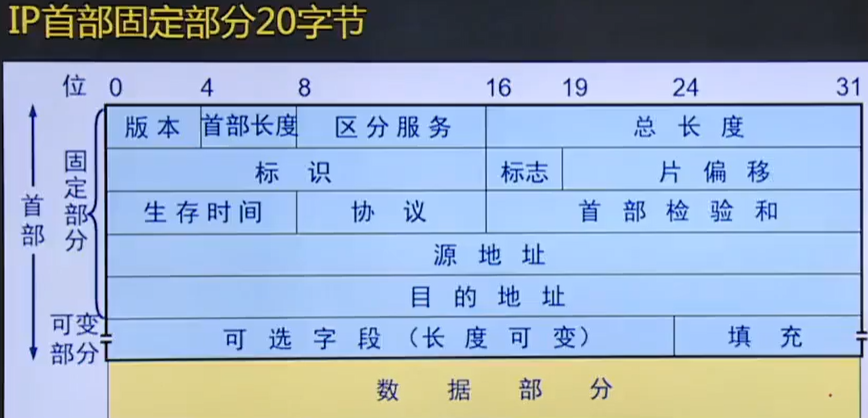 IP首部固定部分20字节
位 0 4 8 16 19 24 31
版本 首部长度 区分服务 总长度
标识 标志 片偏移
生存时间 协议 首部检验和
源地址
目的地址
可选字段（长度可变） 填充
数据部分
首部
固定部分
可变部分